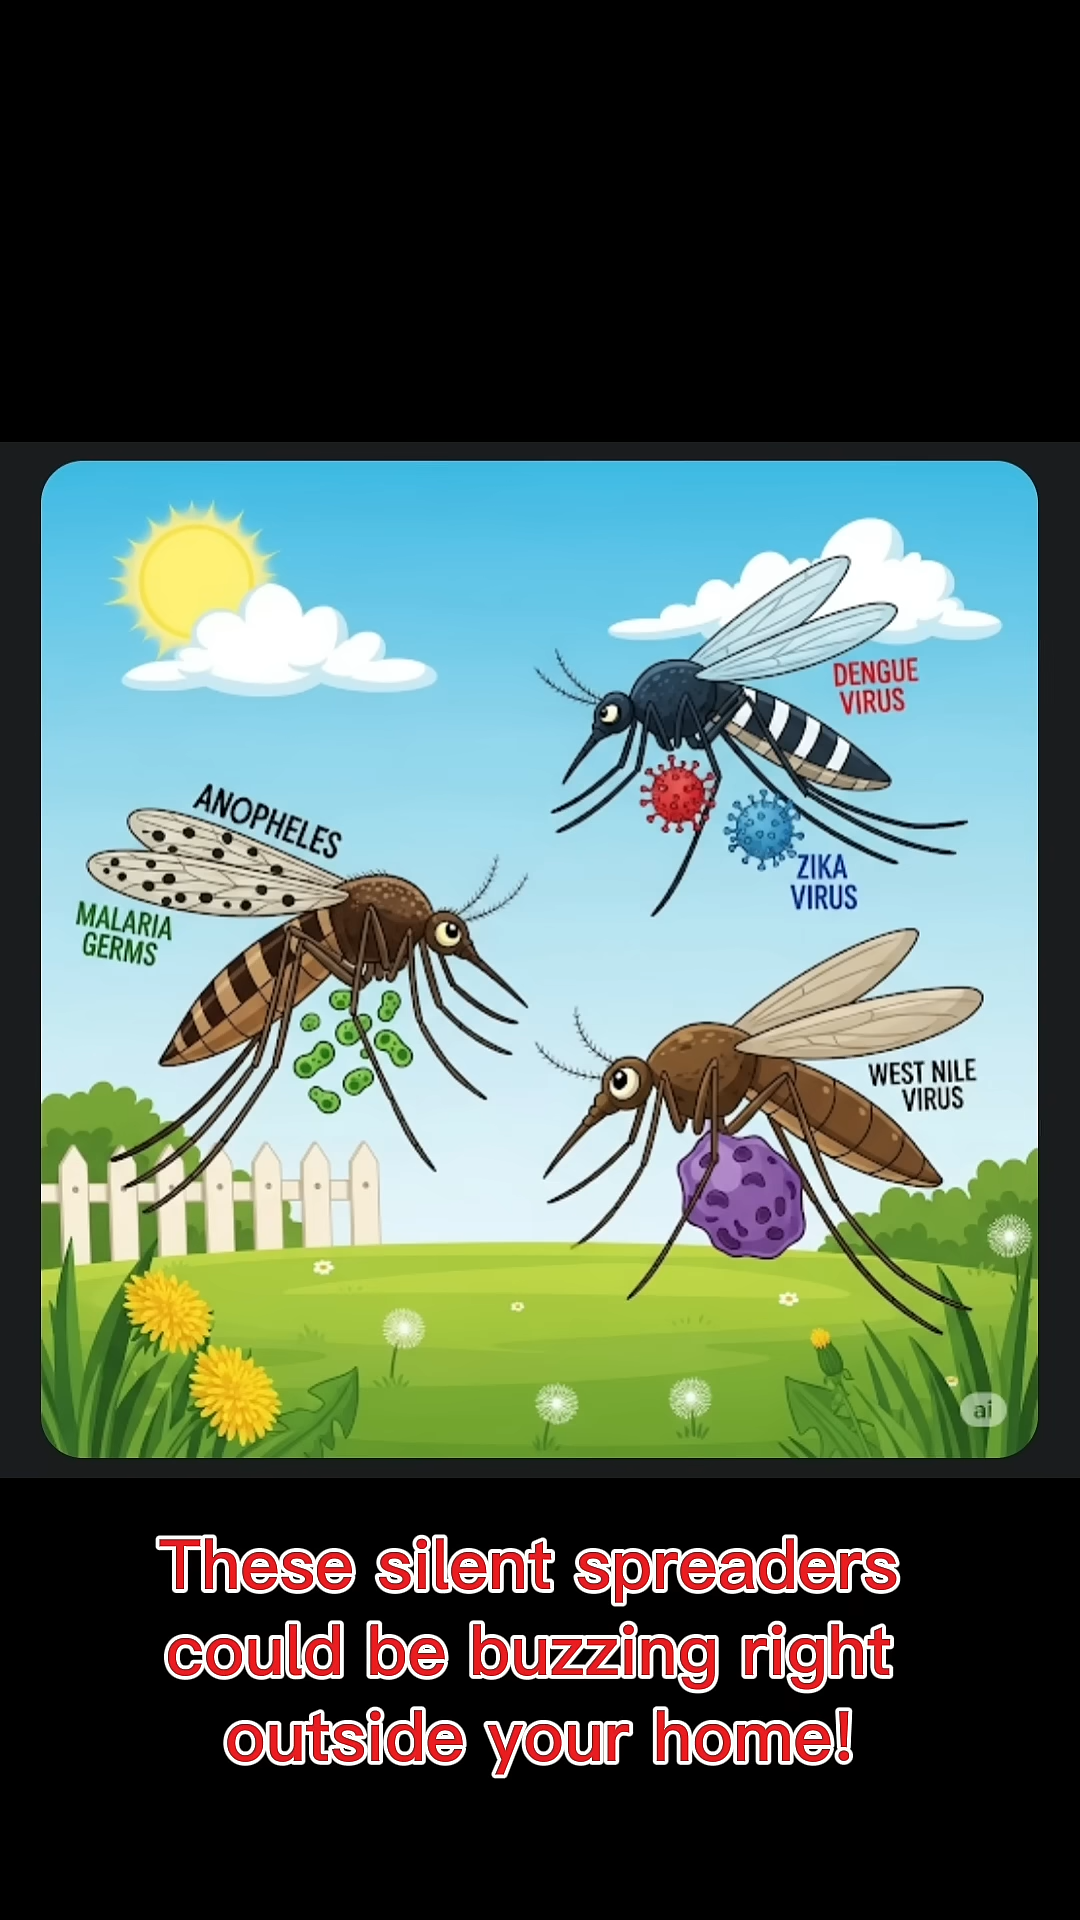 DENGUE
VIRUS
ANOPHELES
ZIKA
VIRUS
MALARIA
GERMS
WEST NILE
VIRUS
ai
These silent spreaders
could be buzzing right
outside your home!